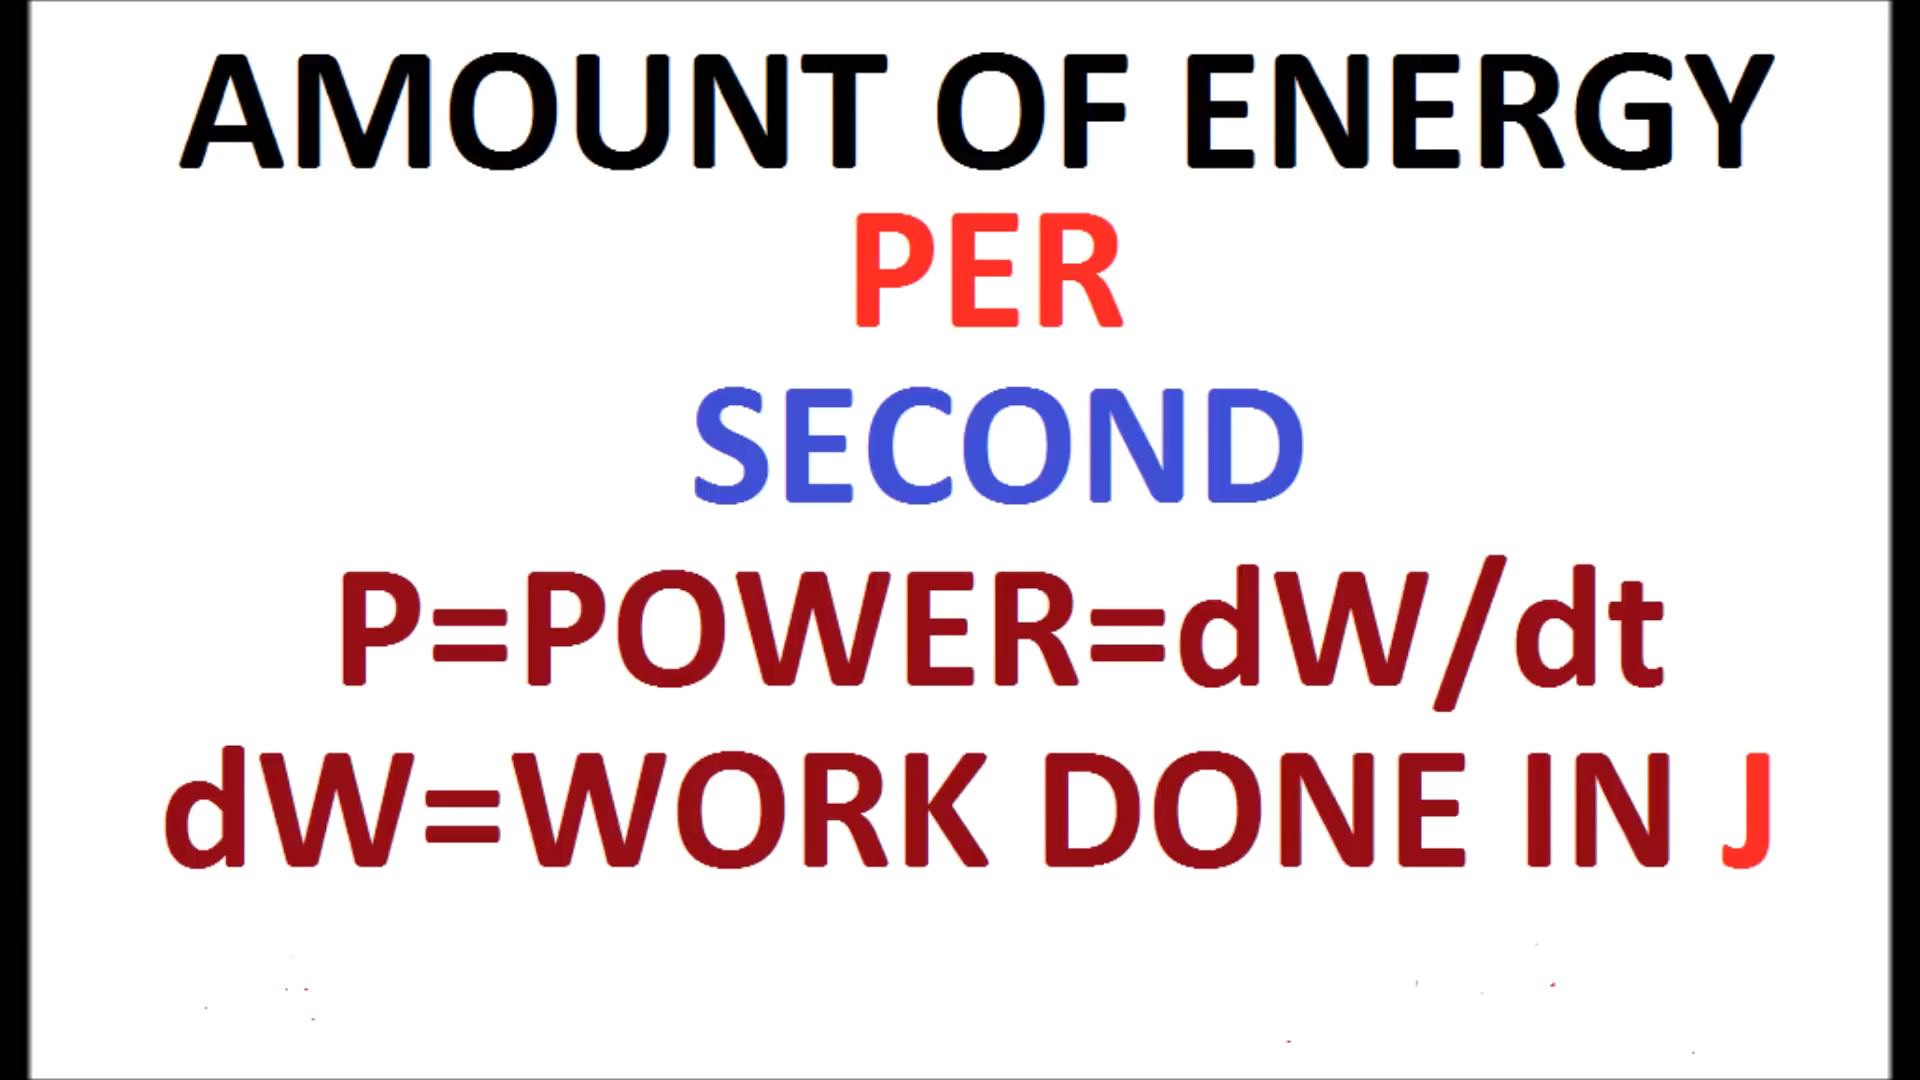 AMOUNT OF ENERGY
PER
SECOND
P=POWER=dW/dt
dW=WORK DONE IN J